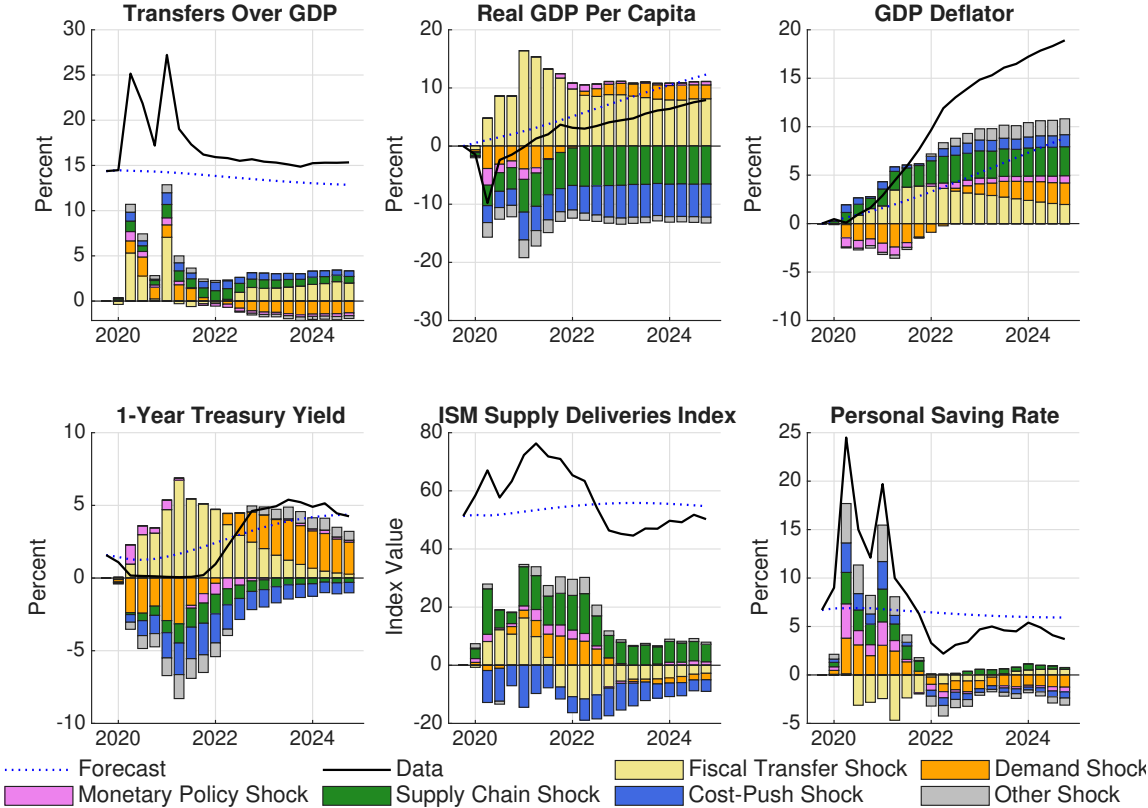 Transfers Over GDP
Real GDP Per Capita
GDP Deflator
Percent
30
25
20
15
10
5
0
2020
2022
2024
Percent
20
10
0
-10
-20
-30
2020
2022
2024
Percent
20
15
10
5
0
-5
-10
2020
2022
2024
1-Year Treasury Yield
ISM Supply Deliveries Index
Personal Saving Rate
Percent
10
5
0
-5
-10
2020
2022
2024
Index Value
80
60
40
20
0
-20
2020
2022
2024
Percent
25
20
15
10
5
0
-5
2020
2022
2024
Forecast
Data
Fiscal Transfer Shock
Demand Shock
Monetary Policy Shock
Supply Chain Shock
Cost-Push Shock
Other Shock